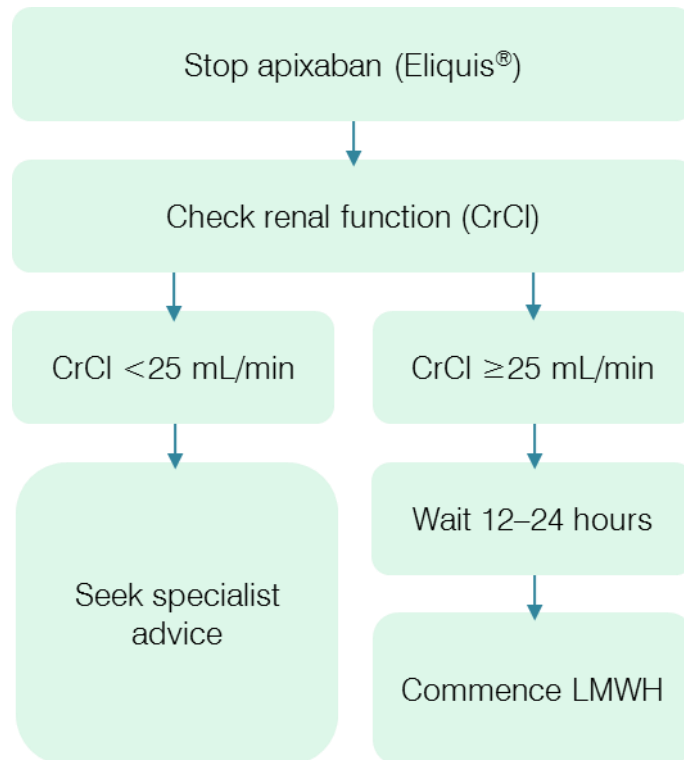 Stop apixaban (Eliquis®)
Check renal function (CrCl)
CrCl <25 mL/min
CrCl ≥25 mL/min
Wait 12–24 hours
Seek specialist
advice
Commence LMWH